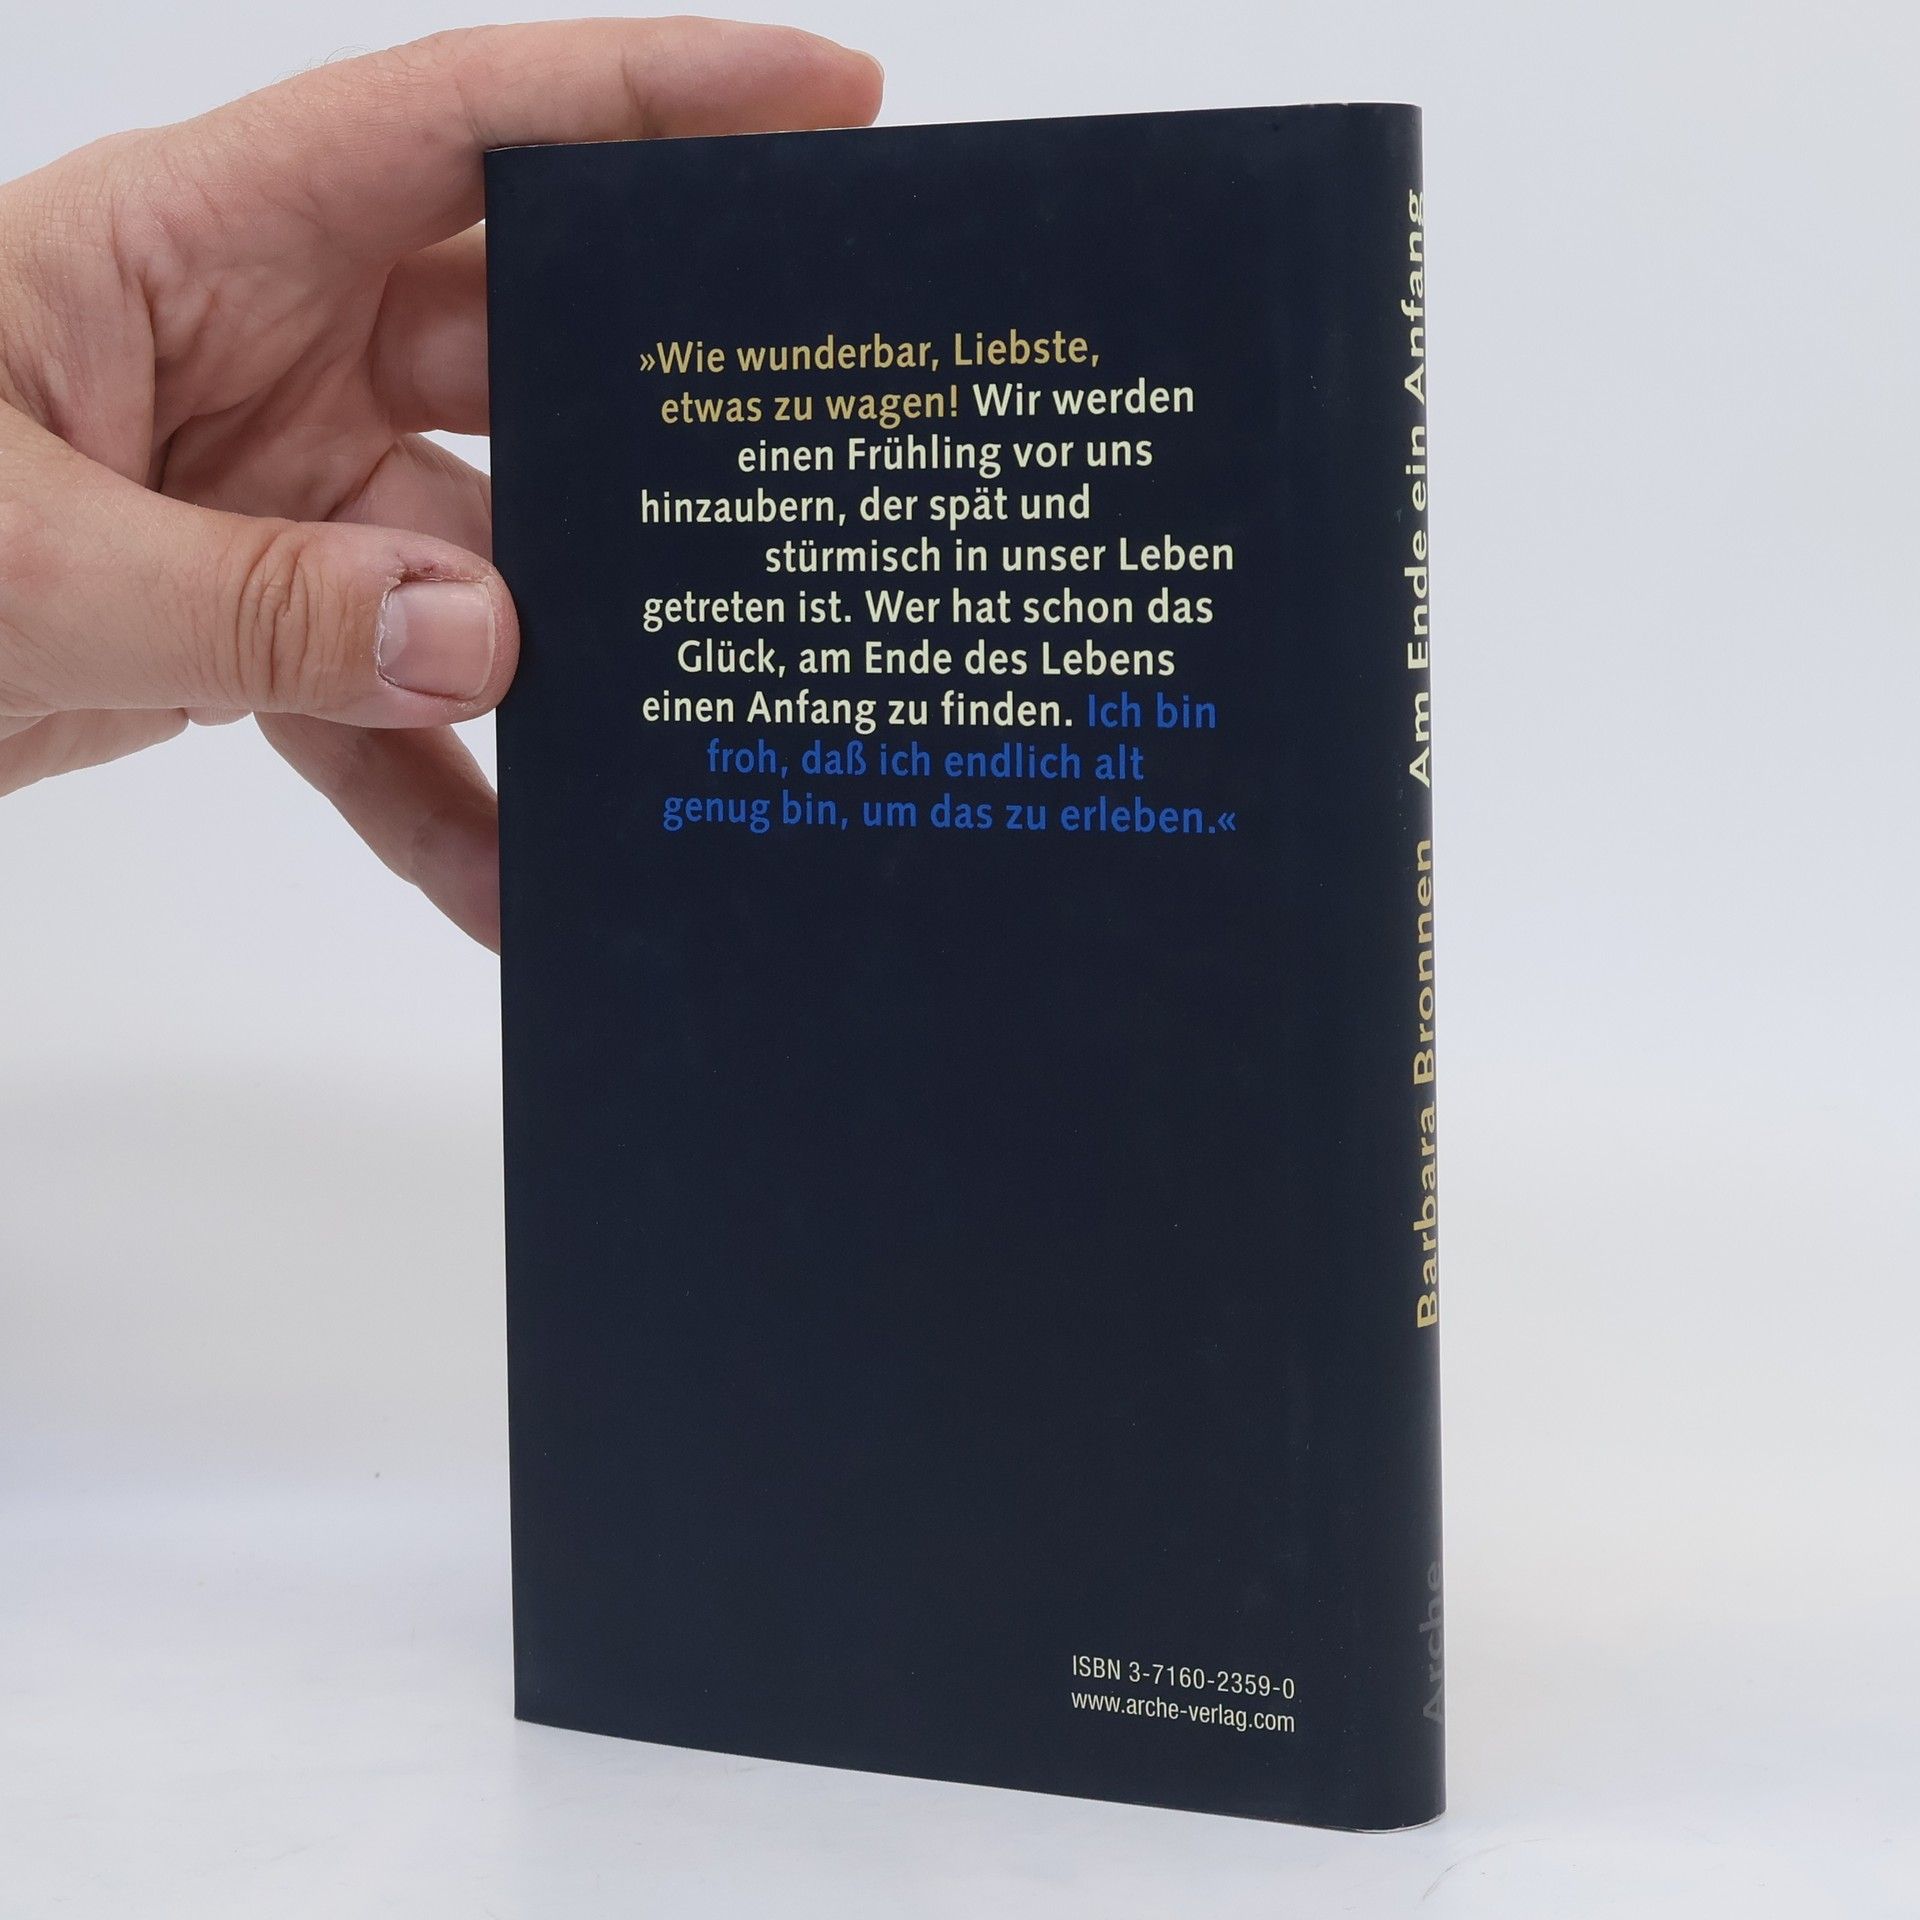 »Wie wunderbar, Liebste,
etwas zu wagen! Wir werden
einen Frühling vor uns
hinzaubern, der spät und
stürmisch in unser Leben
getreten ist. Wer hat schon das
Glück, am Ende des Lebens
einen Anfang zu finden. Ich bin
froh, daß ich endlich alt
genug bin, um das zu erleben.«
ISBN 3-7160-2359-0
www.arche-verlag.com
Barbara Bronnen Am Ende ein Anfang
Arche